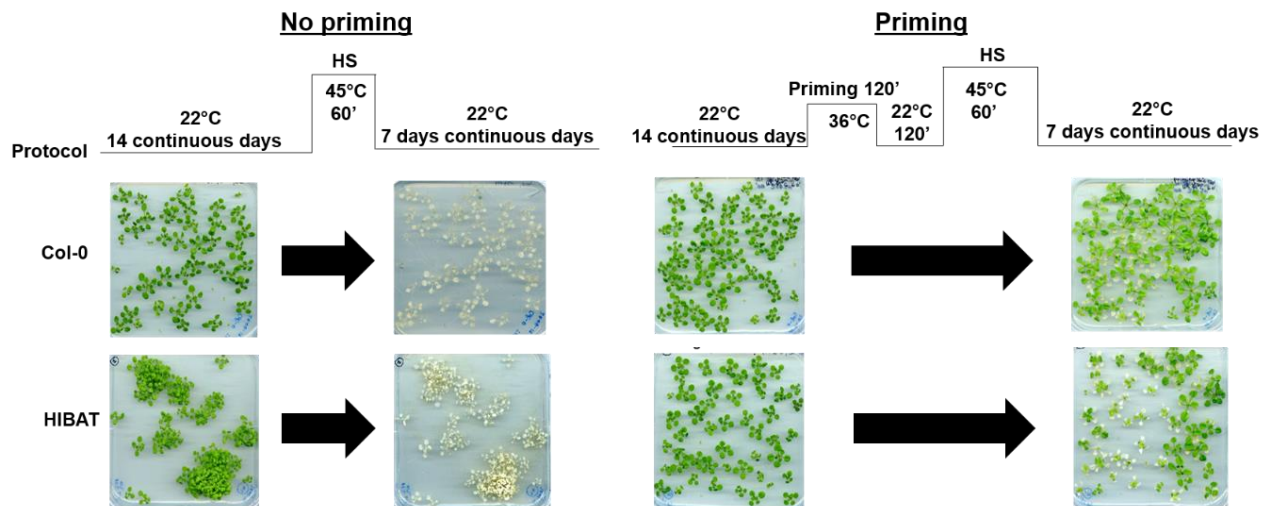 No priming
Priming
HS
45°C
60’
22°C
14 continuous days
22°C
7 days continuous days
HS
Priming 120’
45°C
60’
22°C
14 continuous days
36°C
22°C
120’
22°C
7 days continuous days
Protocol
Col-0
HIBAT